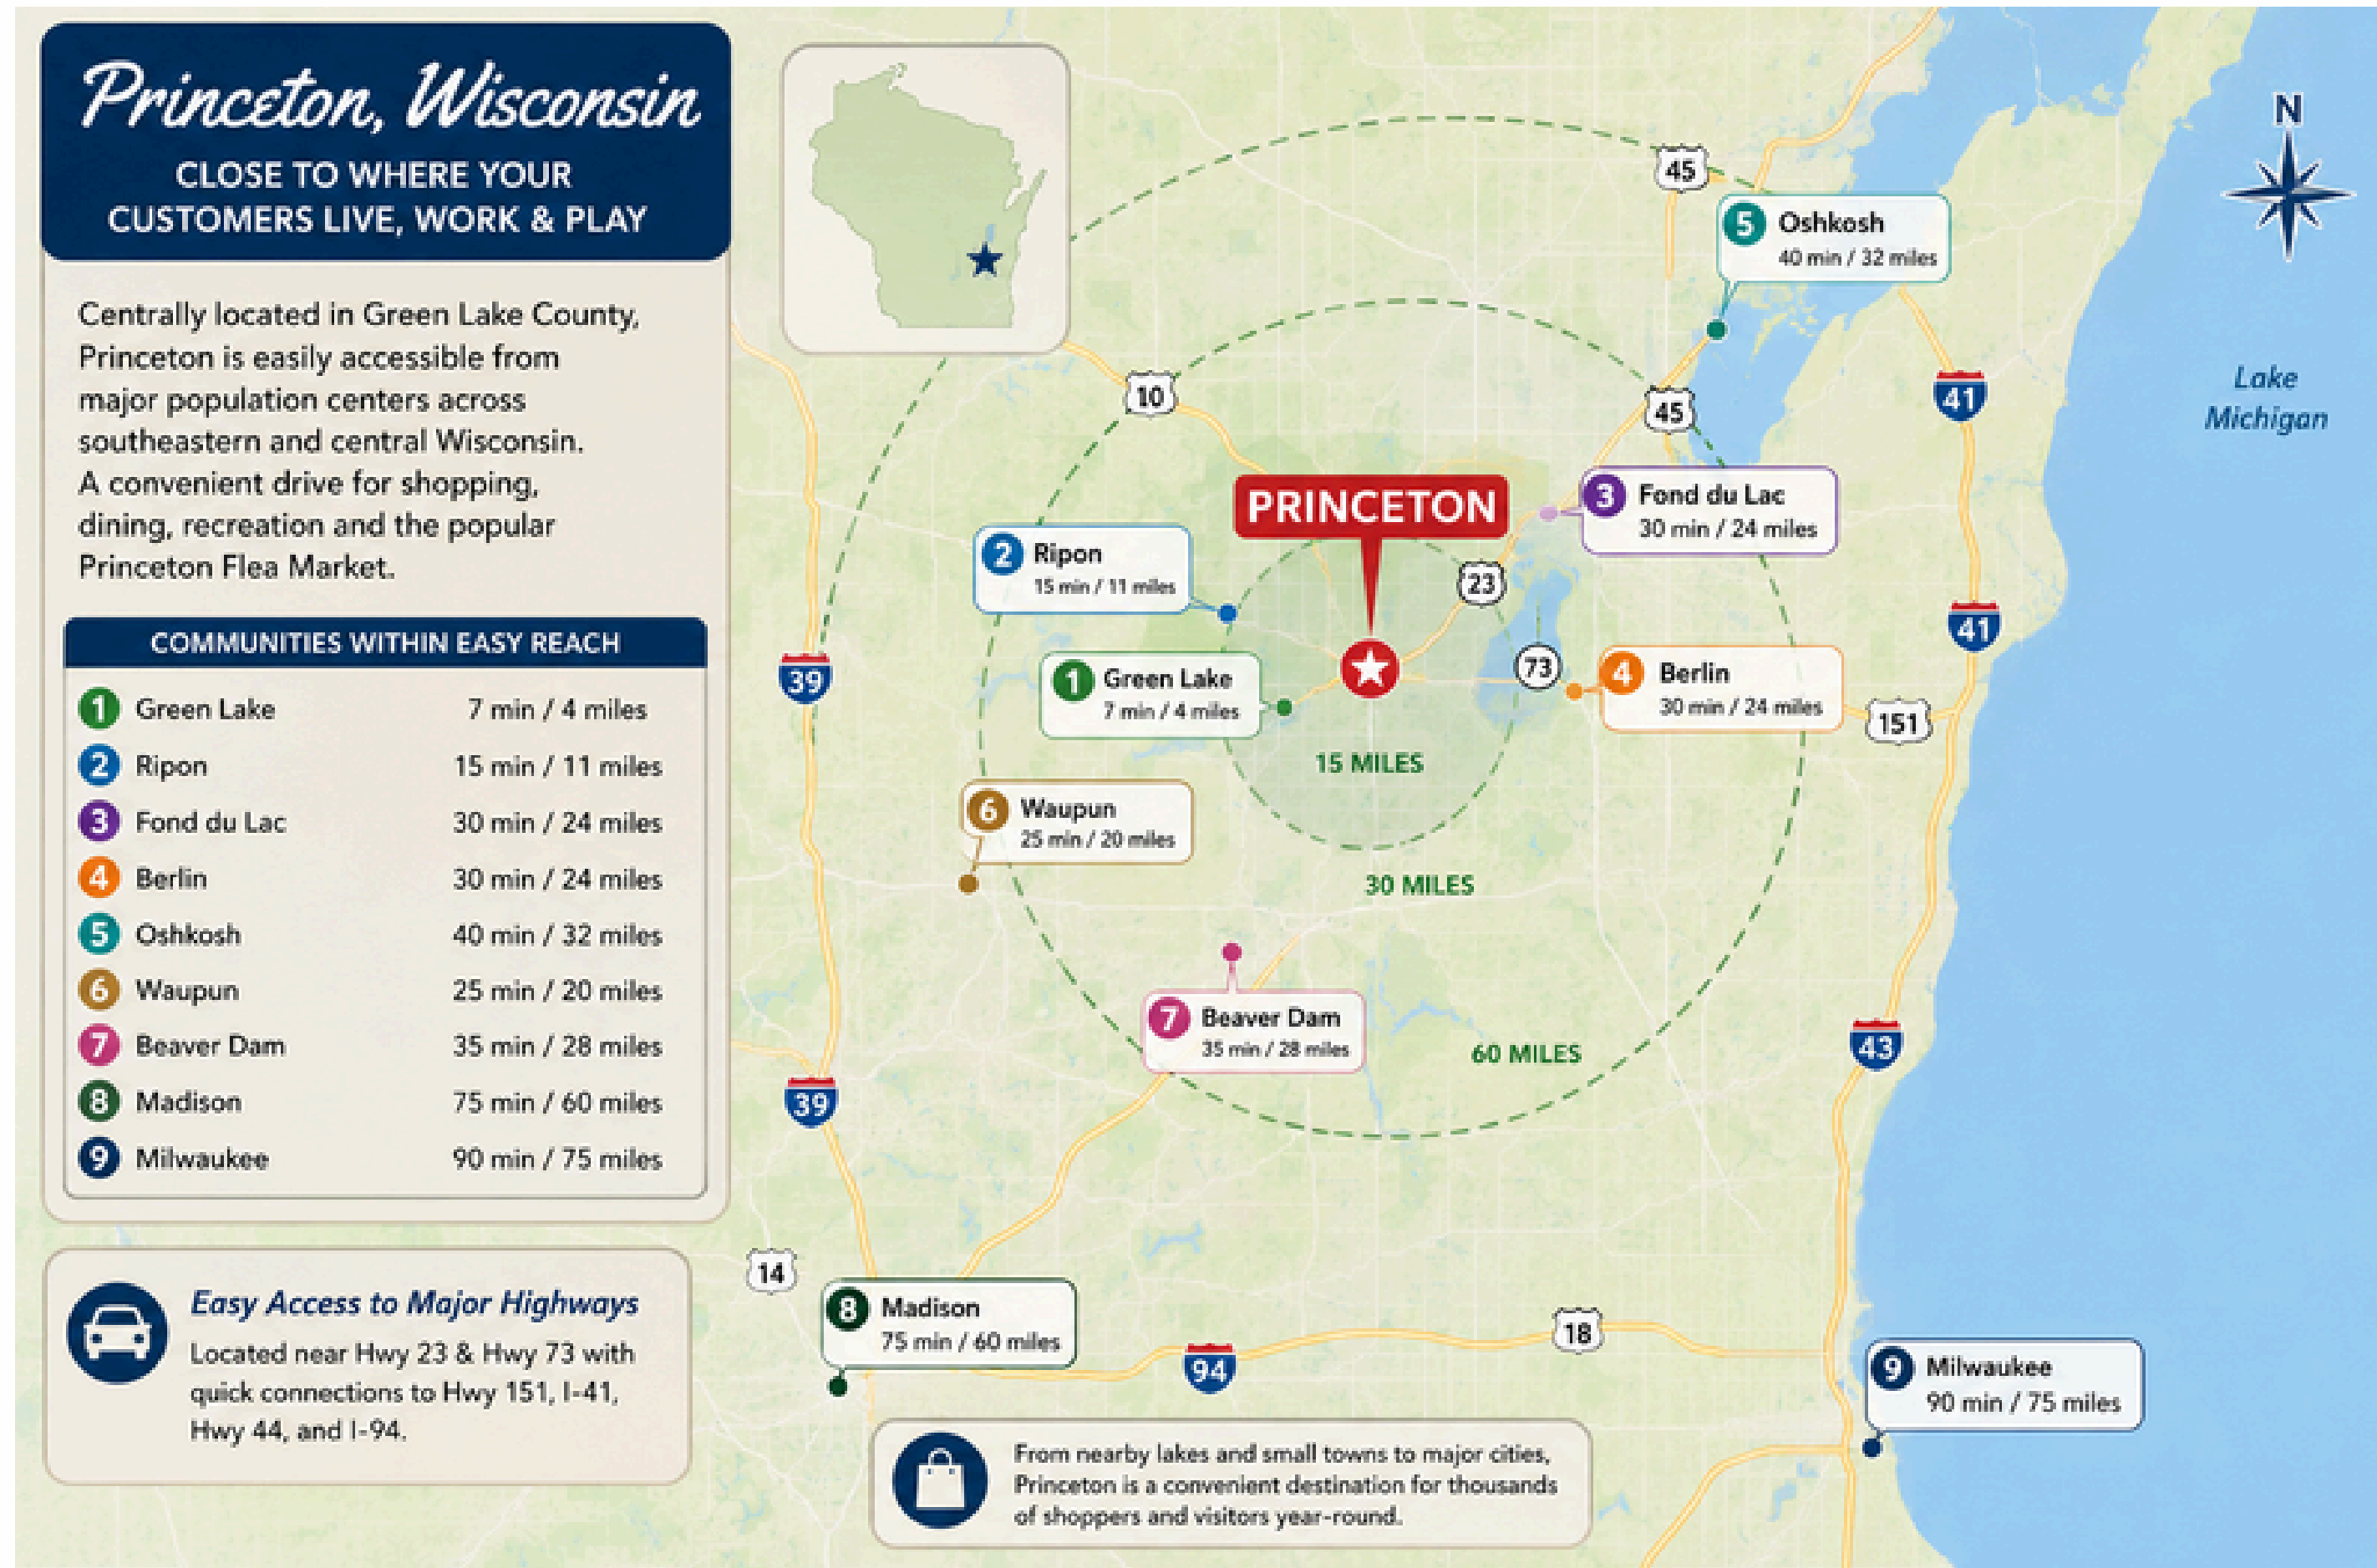 Princeton, Wisconsin
CLOSE TO WHERE YOUR
CUSTOMERS LIVE, WORK & PLAY
Centrally located in Green Lake County,
Princeton is easily accessible from
major population centers across
southeastern and central Wisconsin.
A convenient drive for shopping,
dining, recreation and the popular
Princeton Flea Market.
COMMUNITIES WITHIN EASY REACH
1 Green Lake 7 min / 4 miles
2 Ripon 15 min / 11 miles
3 Fond du Lac 30 min / 24 miles
4 Berlin 30 min / 24 miles
5 Oshkosh 40 min / 32 miles
6 Waupun 25 min / 20 miles
7 Beaver Dam 35 min / 28 miles
8 Madison 75 min / 60 miles
9 Milwaukee 90 min / 75 miles
Easy Access to Major Highways
Located near Hwy 23 & Hwy 73 with
quick connections to Hwy 151, I-41,
Hwy 44, and I-94.
N
45
5 Oshkosh
40 min / 32 miles
Lake
Michigan
10
45
41
PRINCETON
3 Fond du Lac
30 min / 24 miles
2 Ripon
15 min / 11 miles
23
41
39
1 Green Lake
7 min / 4 miles
73
4 Berlin
30 min / 24 miles
151
15 MILES
6 Waupun
25 min / 20 miles
30 MILES
7 Beaver Dam
35 min / 28 miles
60 MILES
43
39
14
8 Madison
75 min / 60 miles
94
18
9 Milwaukee
90 min / 75 miles
From nearby lakes and small towns to major cities,
Princeton is a convenient destination for thousands
of shoppers and visitors year-round.